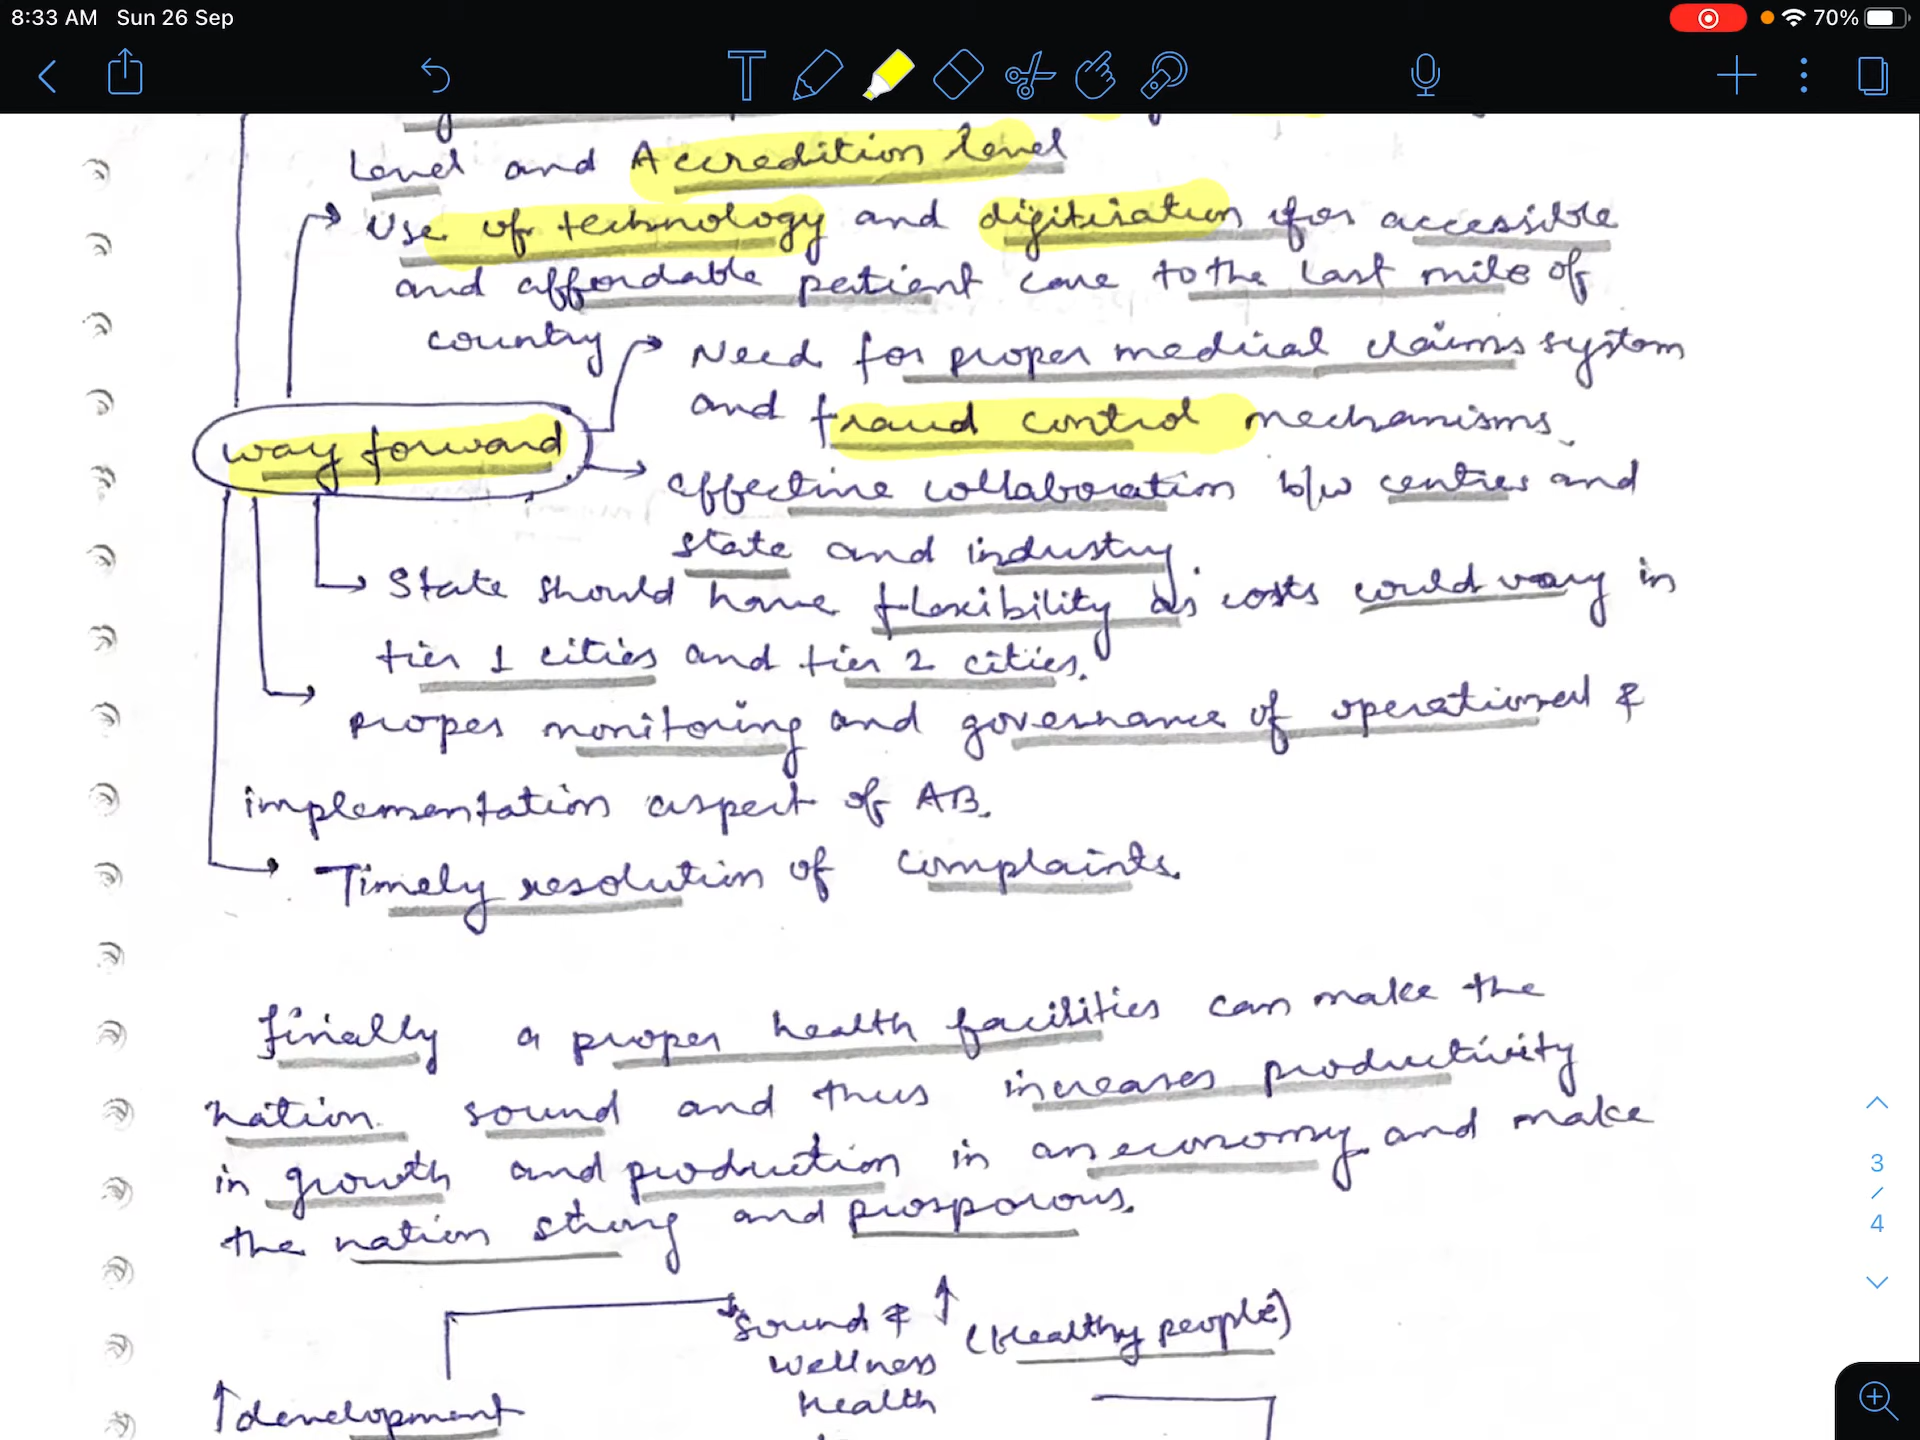 8:33 AM Sun 26 Sep
70%
T
Level and Accredition level
Use of technology and digitisation for accessible
and affordable patient care to the last mile of
country
Need for proper medical claims system
and fraud control mechanisms.
way forward
effective collaboration b/w centres and
state and industry.
State should have flexibility as costs could vary in
tier 1 cities and tier 2 cities.
proper monitoring and governance of operational &
implementation aspect of AB.
Timely resolution of complaints.
finally a proper health facilities can make the
nation sound and thus increases productivity
in growth and production in an economy and make
the nation strong and prosporous.
3
/
4
Sound & ↑ (Healthy people)
wellness
health
↑development